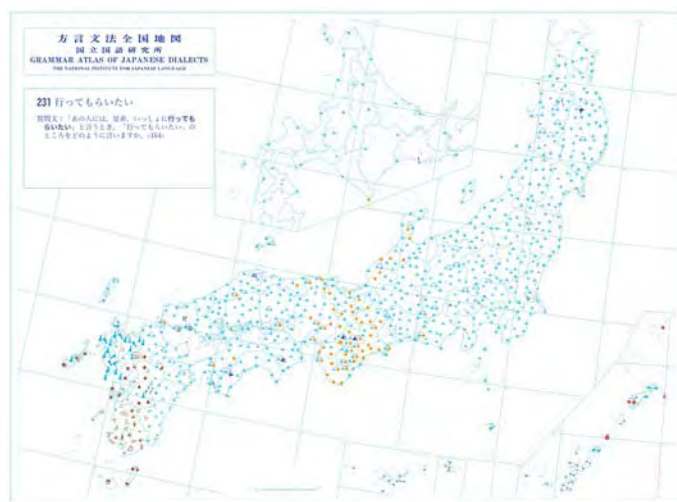 方言文法全国地図
国立国語研究所
GRAMMAR ATLAS OF JAPANESE DIALECTS
THE NATIONAL INSTITUTE FOR JAPANESE LANGUAGE
231 行ってもらいたい
質問文:「あの人には,是非,いっしょに行っても
らいたい」と言うとき,「行ってもらいたい」の
ところをどのように言いますか。